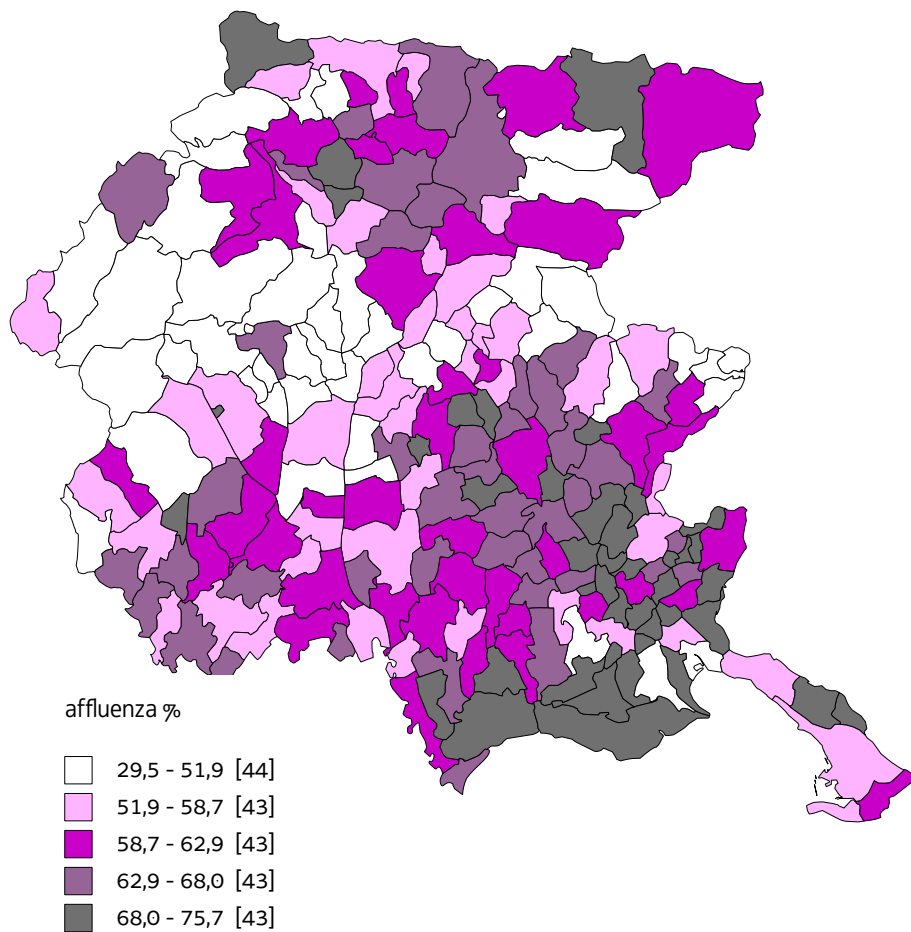 affluenza %
29,5 - 51,9 [44]
51,9 - 58,7 [43]
58,7 - 62,9 [43]
62,9 - 68,0 [43]
68,0 - 75,7 [43]